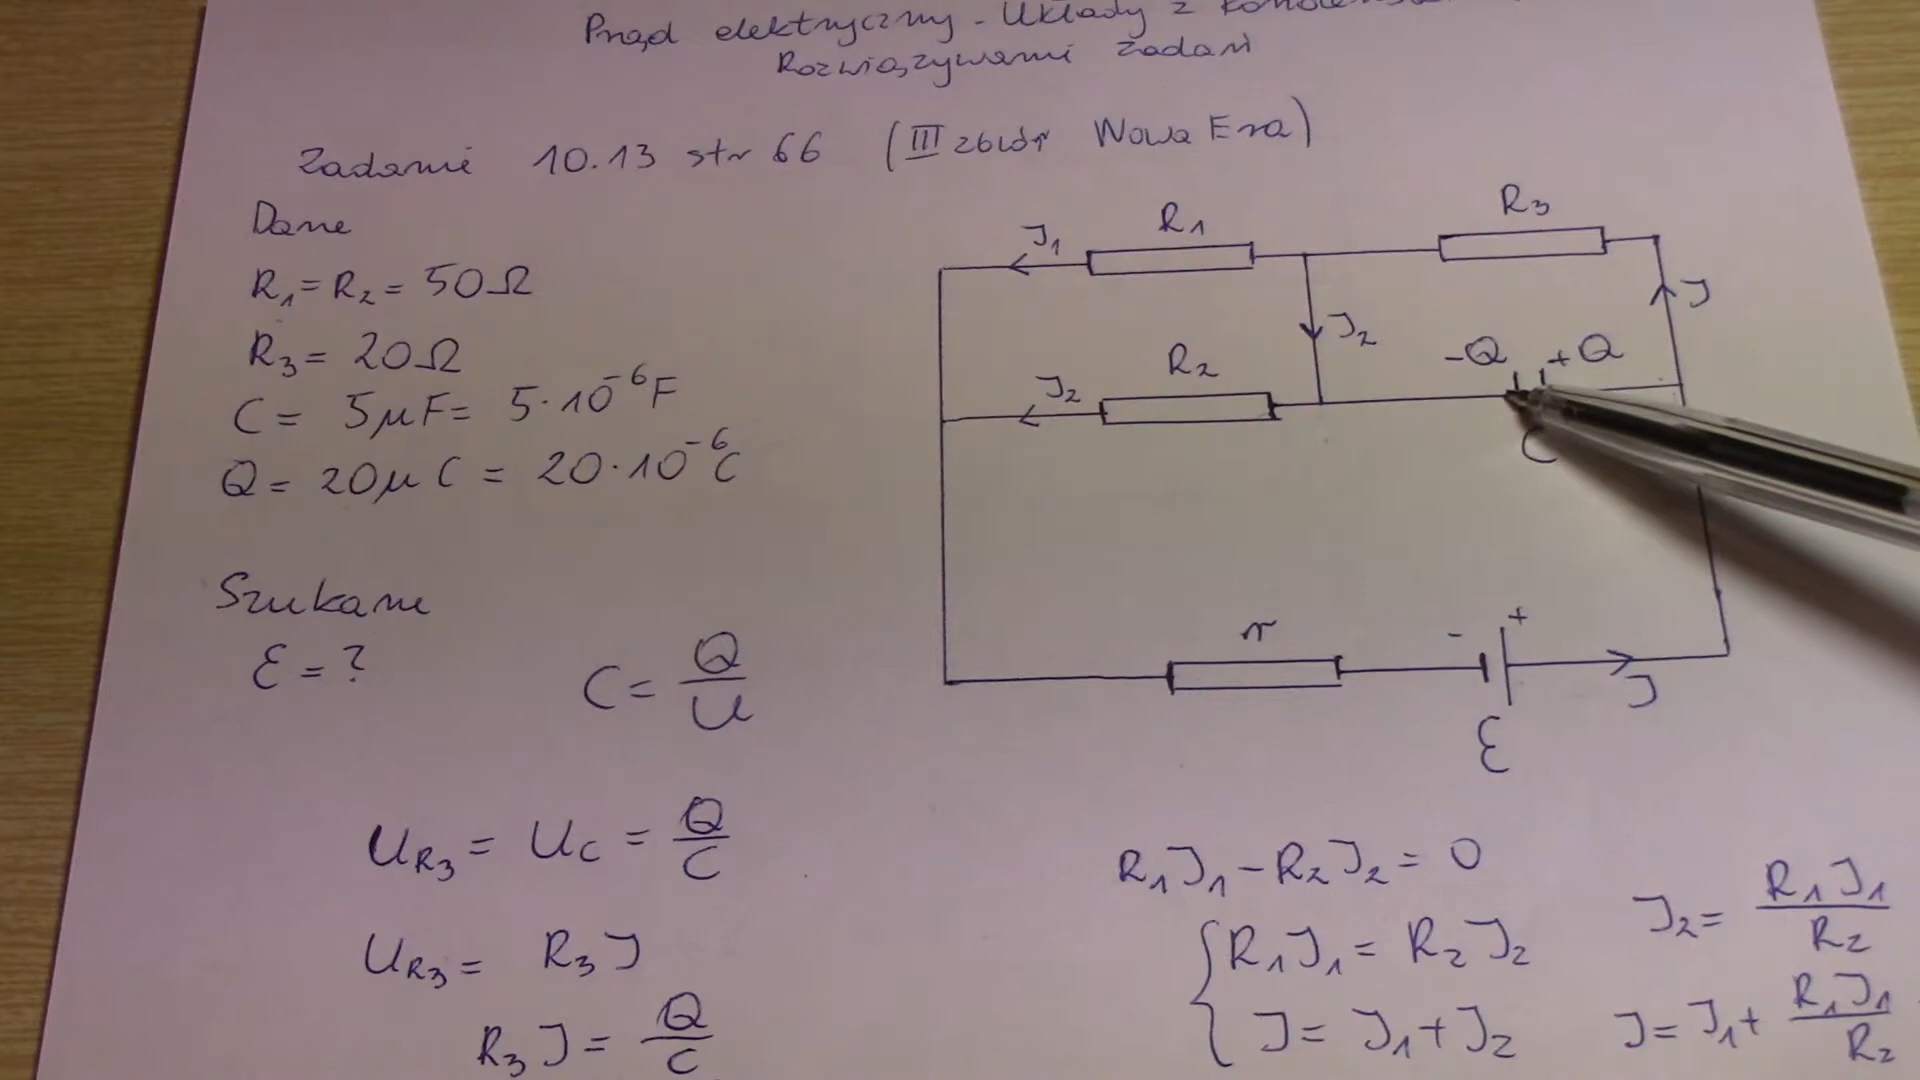 Prąd elektryczny - Układy z
Rozwiązywanie zadań
Zadanie 10.13 str 66 (III zbiór Nowa Era)
Dane
R₁=R₂= 50Ω
R₃= 20Ω
C= 5μF= 5·10⁻⁶F
Q= 20μC = 20·10⁻⁶C
Szukane
Ɛ=?
C= Q/U
U_R₃= U_C = Q/C
U_R₃= R₃J
R₃J= Q/C
R₁
R₃
J₁
J
J₂
R₂
J₂
-Q +Q
C
r
- +
J
Ɛ
R₁J₁-R₂J₂=0
{R₁J₁=R₂J₂
J=J₁+J₂
J₂= R₁J₁/R₂
J=J₁+ R₁J₁/R₂